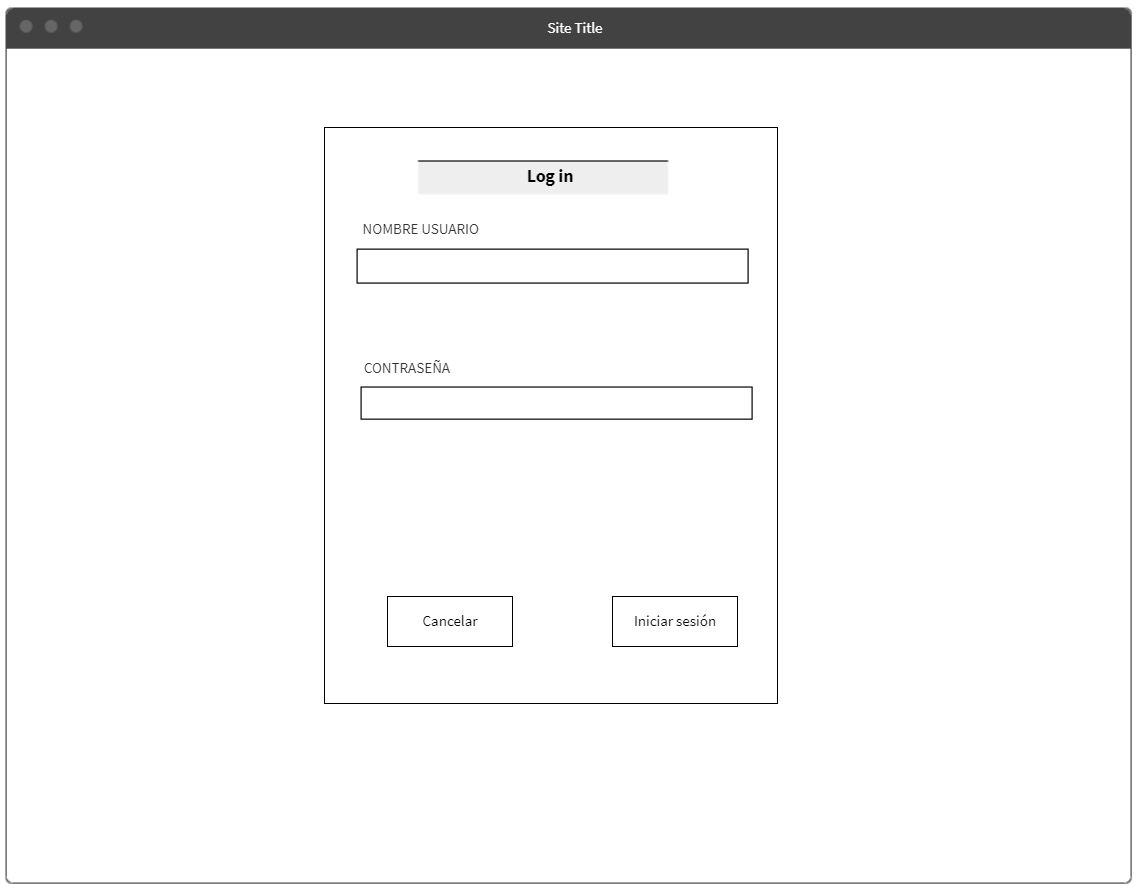 Site Title
Log in
NOMBRE USUARIO
CONTRASEÑA
Cancelar
Iniciar sesión